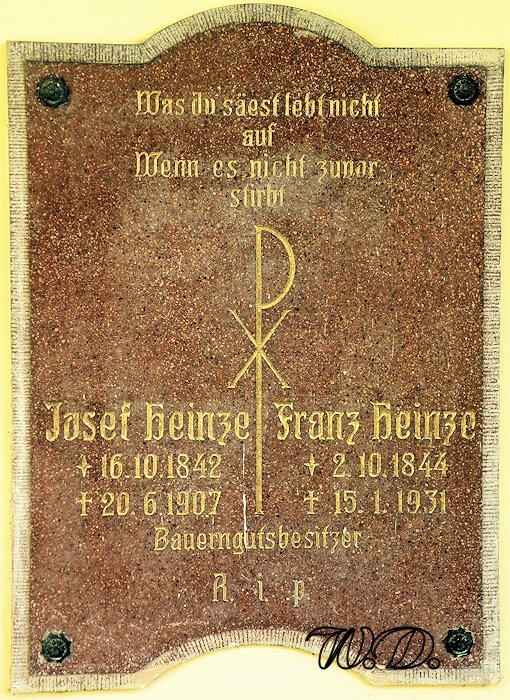 Was du säest lebt nicht
auf
Wenn es nicht zuvor
stirbt
Josef Heinze Franz Heinze
16.10.1842 2.10.1844
† 20.6.1907 † 15.1.1931
Bauerngutsbesitzer
R. i. p
W. D.